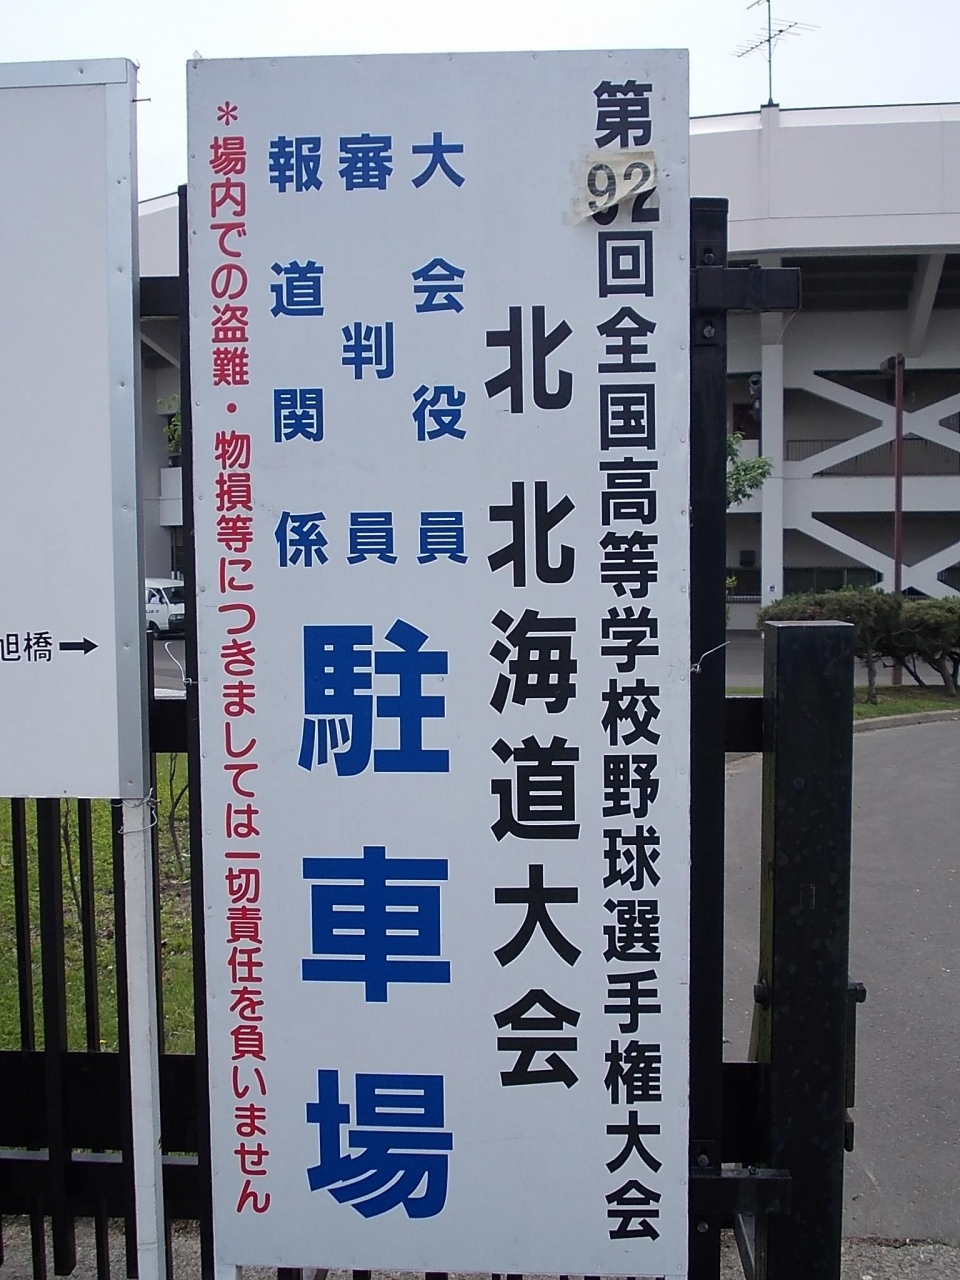 第92回全国高等学校野球選手権大会
北北海道大会
大会役員
審判員
報道関係
駐車場
＊場内での盗難・物損等につきましては一切責任を負いません
旭橋→